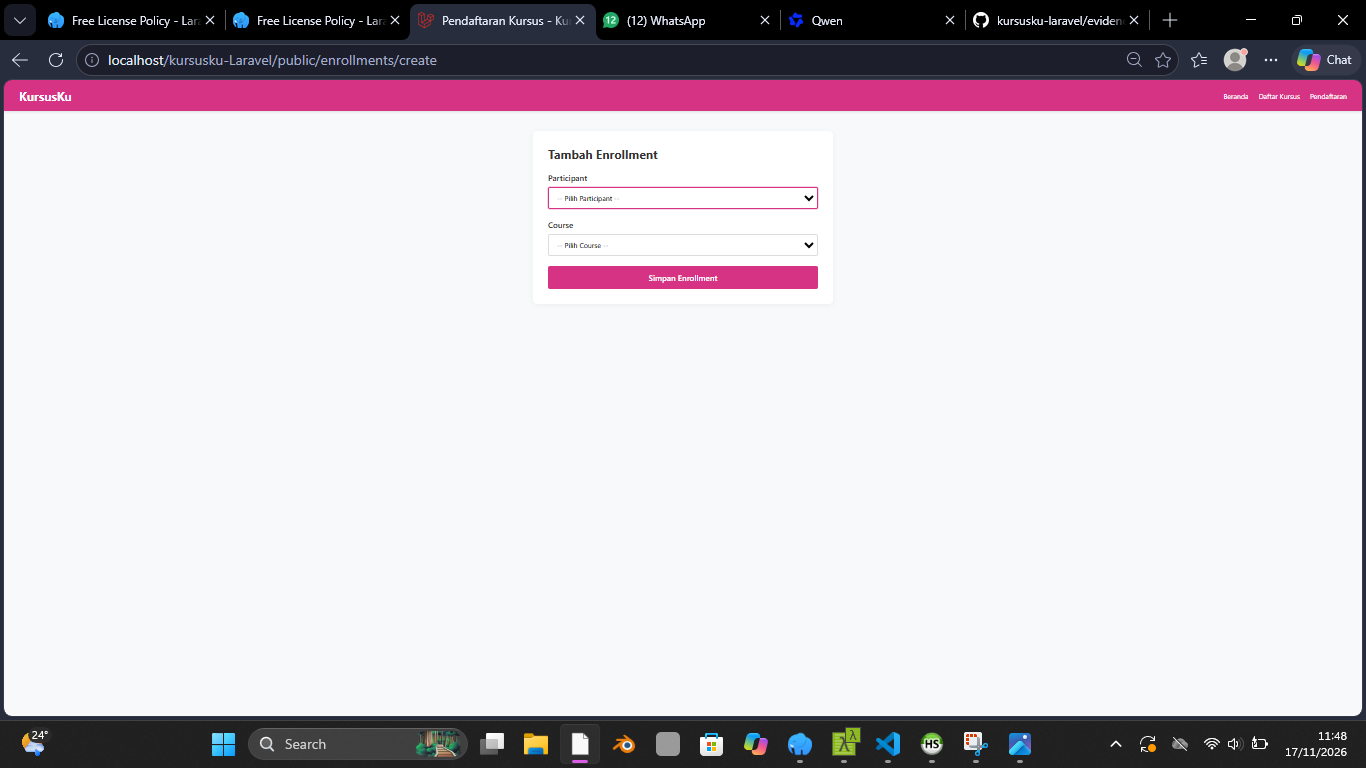 Free License Policy - Lar
Free License Policy - Lar
Pendaftaran Kursus - Ku
12
(12) WhatsApp
Qwen
kursusku-laravel/eviden
localhost/kursusku-Laravel/public/enrollments/create
Chat
KursusKu
Beranda
Daftar Kursus
Pendaftaran
Tambah Enrollment
Participant
-- Pilih Participant --
Course
-- Pilih Course --
Simpan Enrollment
24°
Search
λ
λ
HS
11:48
17/11/2026